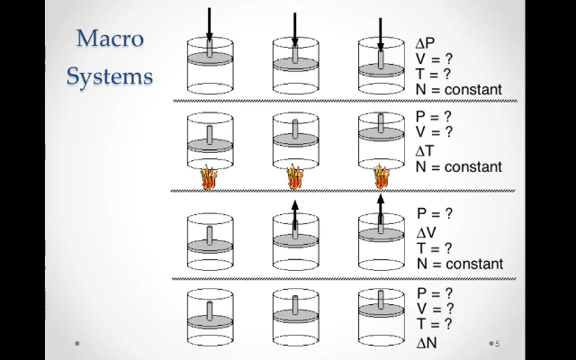 Macro
Systems
ΔP
V = ?
T = ?
N = constant
P = ?
V = ?
ΔT
N = constant
P = ?
ΔV
T = ?
N = constant
P = ?
V = ?
T = ?
ΔN
5